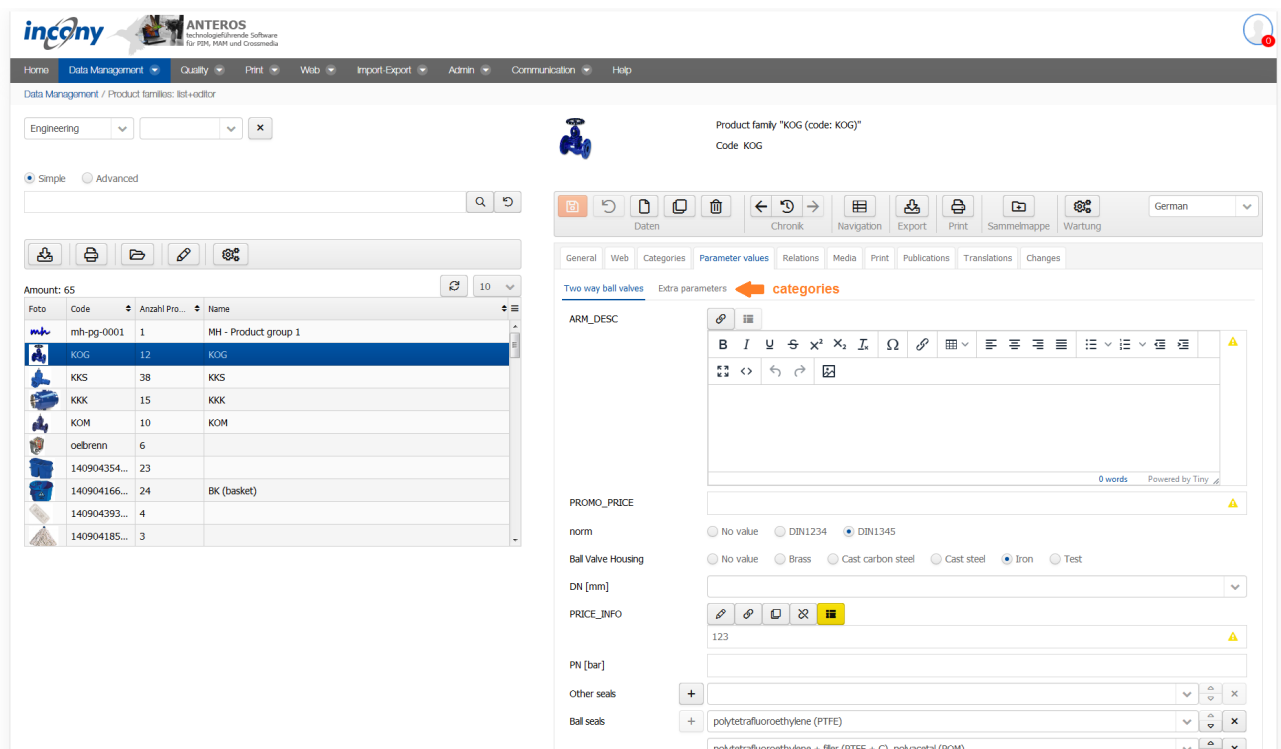 incony
ANTEROS
technologieführende Software
für PIM, MAM und Crossmedia
0
Home Data Management Quality Print Web Import-Export Admin Communication Help
Data Management / Product families: list+editor
Engineering
Product family "KOG (code: KOG)"
Code KOG
Simple Advanced
Daten Chronik Navigation Export Print Sammelmappe Wartung
German
General Web Categories Parameter values Relations Media Print Publications Translations Changes
Amount: 65
10
Two way ball valves Extra parameters categories
Foto Code Anzahl Pro... Name
mh mh-pg-0001 1 MH - Product group 1
KOG 12 KOG
KKS 38 KKS
KKK 15 KKK
KOM 10 KOM
oelbrenn 6
140904354... 23
140904166... 24 BK (basket)
140904393... 4
140904185... 3
ARM_DESC
0 words Powered by Tiny
PROMO_PRICE
norm No value DIN1234 DIN1345
Ball Valve Housing No value Brass Cast carbon steel Cast steel Iron Test
DN [mm]
PRICE_INFO
123
PN [bar]
Other seals
Ball seals polytetrafluoroethylene (PTFE)
polytetrafluoroethylene + filler (PTFE + C), polyacetal (POM)